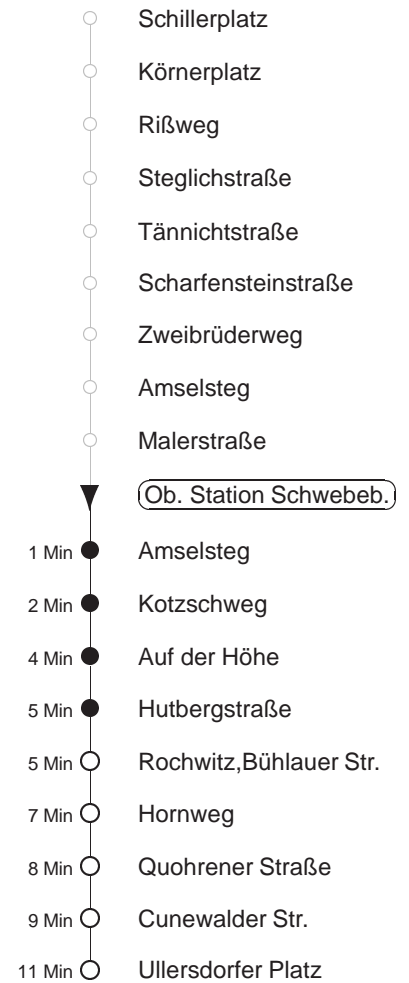 Schillerplatz
Körnerplatz
Rißweg
Steglichstraße
Tännichtstraße
Scharfensteinstraße
Zweibrüderweg
Amselsteg
Malerstraße
Ob. Station Schwebeb.
1 Min Amselsteg
2 Min Kotzschweg
4 Min Auf der Höhe
5 Min Hutbergstraße
5 Min Rochwitz,Bühlauer Str.
7 Min Hornweg
8 Min Quohrener Straße
9 Min Cunewalder Str.
11 Min Ullersdorfer Platz